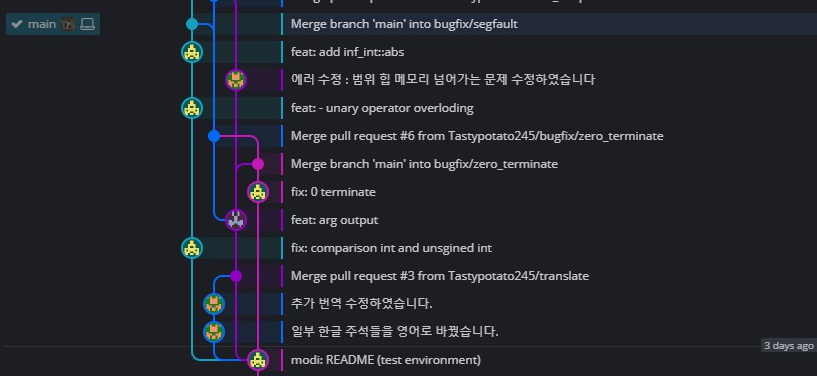 main
Merge branch 'main' into bugfix/segfault
feat: add inf_int::abs
에러 수정 : 범위 힙 메모리 넘어가는 문제 수정하였습니다
feat: - unary operator overloding
Merge pull request #6 from Tastypotato245/bugfix/zero_terminate
Merge branch 'main' into bugfix/zero_terminate
fix: 0 terminate
feat: arg output
fix: comparison int and unsgined int
Merge pull request #3 from Tastypotato245/translate
추가 번역 수정하였습니다.
일부 한글 주석들을 영어로 바꿨습니다.
3 days ago
modi: README (test environment)